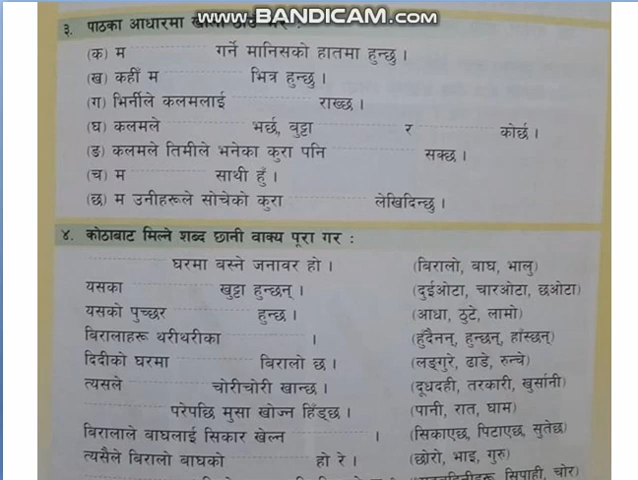 www.BANDICAM.com
३. पाठका आधारमा
(क) म .......... गर्ने मानिसको हातमा हुन्छु ।
(ख) कहीँ म .......... भित्र हुन्छु ।
(ग) भिर्नीले कलमलाई .......... राख्छ ।
(घ) कलमले .......... भर्छ, बुट्टा .......... र .......... कोर्छ ।
(ङ) कलमले तिमीले भनेका कुरा पनि .......... सक्छ ।
(च) म .......... साथी हुँ ।
(छ) म उनीहरूले सोचेको कुरा .......... लेखिदिन्छु ।
४. कोठाबाट मिल्ने शब्द छानी वाक्य पूरा गर :
.......... घरमा बस्ने जनावर हो । (बिरालो, बाघ, भालु)
यसका .......... खुट्टा हुन्छन् । (दुईओटा, चारओटा, छओटा)
यसको पुच्छर .......... हुन्छ । (आधा, ठुटे, लामो)
बिरालाहरू थरीथरीका .......... । (हुँदैनन्, हुन्छन्, हाँस्छन्)
दिदीको घरमा .......... बिरालो छ । (लङ्गुरे, ढाडे, रुन्चे)
त्यसले .......... चोरीचोरी खान्छ । (दूधदही, तरकारी, खुर्सानी)
.......... परेपछि मुसा खोज्न हिँड्छ । (पानी, रात, घाम)
बिरालाले बाघलाई सिकार खेल्न .......... । (सिकाएछ, पिटाएछ, सुतेछ)
त्यसैले बिरालो बाघको .......... हो रे । (छोरो, भाइ, गुरु)
सिपाही, चोर)